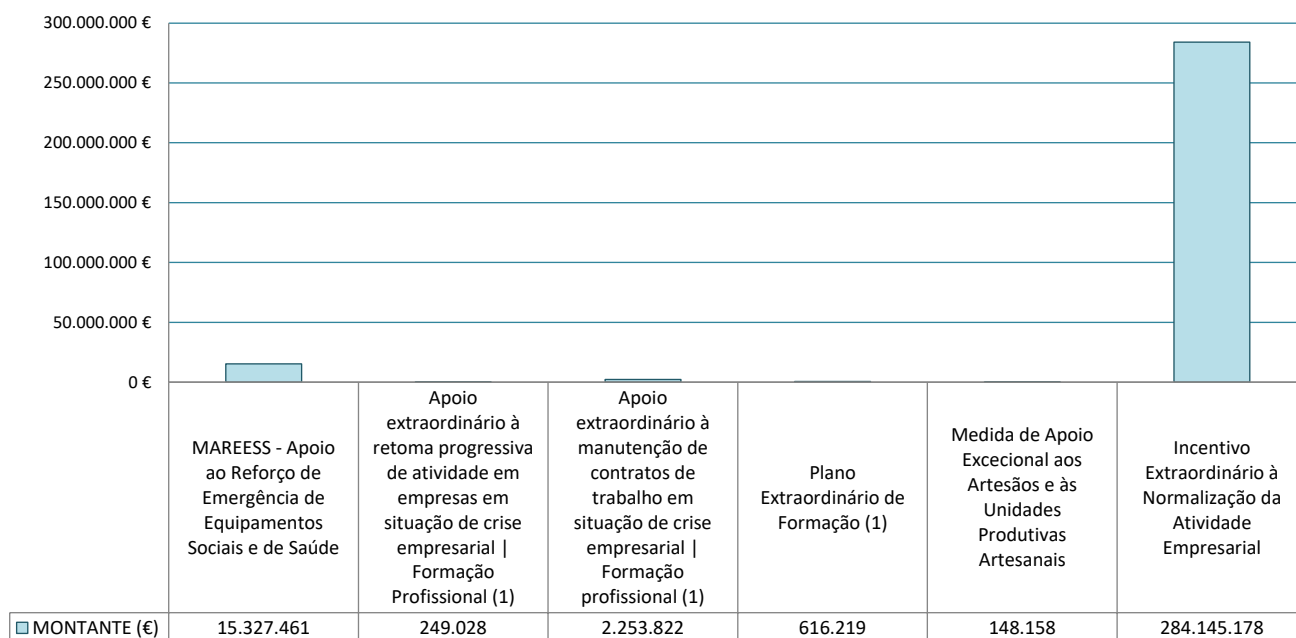 300.000.000 €
250.000.000 €
200.000.000 €
150.000.000 €
100.000.000 €
50.000.000 €
0 €
MAREESS - Apoio
ao Reforço de
Emergência de
Equipamentos
Sociais e de Saúde
Apoio
extraordinário à
retoma progressiva
de atividade em
empresas em
situação de crise
empresarial |
Formação
Profissional (1)
Apoio
extraordinário à
manutenção de
contratos de
trabalho em
situação de crise
empresarial |
Formação
profissional (1)
Plano
Extraordinário de
Formação (1)
Medida de Apoio
Excecional aos
Artesãos e às
Unidades
Produtivas
Artesanais
Incentivo
Extraordinário à
Normalização da
Atividade
Empresarial
MONTANTE (€) 15.327.461 249.028 2.253.822 616.219 148.158 284.145.178